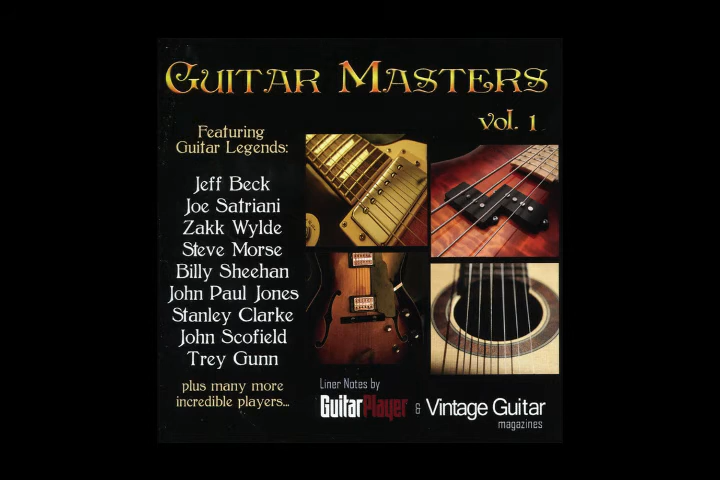 Guitar Masters
vol. 1
Featuring
Guitar Legends:
Jeff Beck
Joe Satriani
Zakk Wylde
Steve Morse
Billy Sheehan
John Paul Jones
Stanley Clarke
John Scofield
Trey Gunn
plus many more
incredible players...
Liner Notes by
GuitarPlayer & Vintage Guitar
magazines